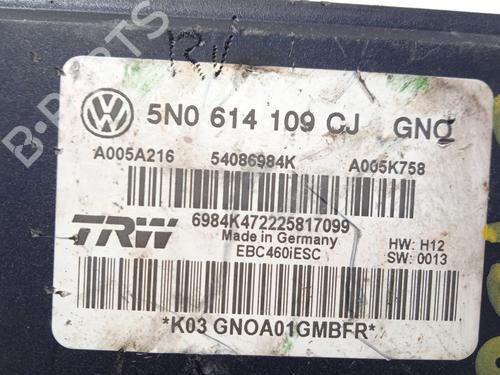 RV
B-PARTS
5N0 614 109 CJ GNO
A005A216 54086984K A005K758
6984K472225817099
TRW Made in Germany HW: H12
EBC460iESC SW: 0013
*K03 GNOA01GMBFR*